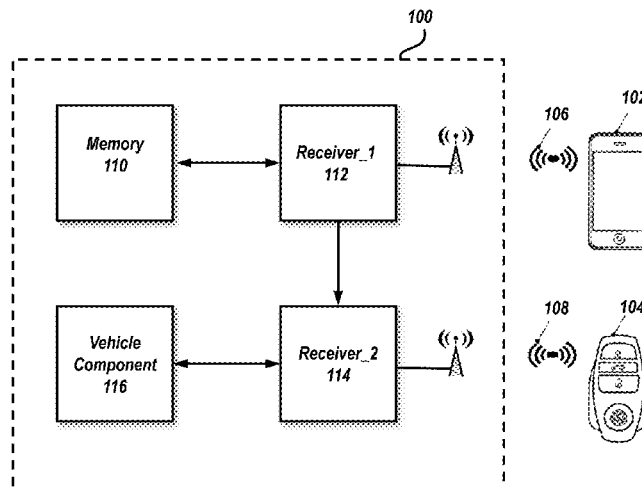 100
102
106
Memory
110
Receiver_1
112
108
104
Vehicle
Component
116
Receiver_2
114